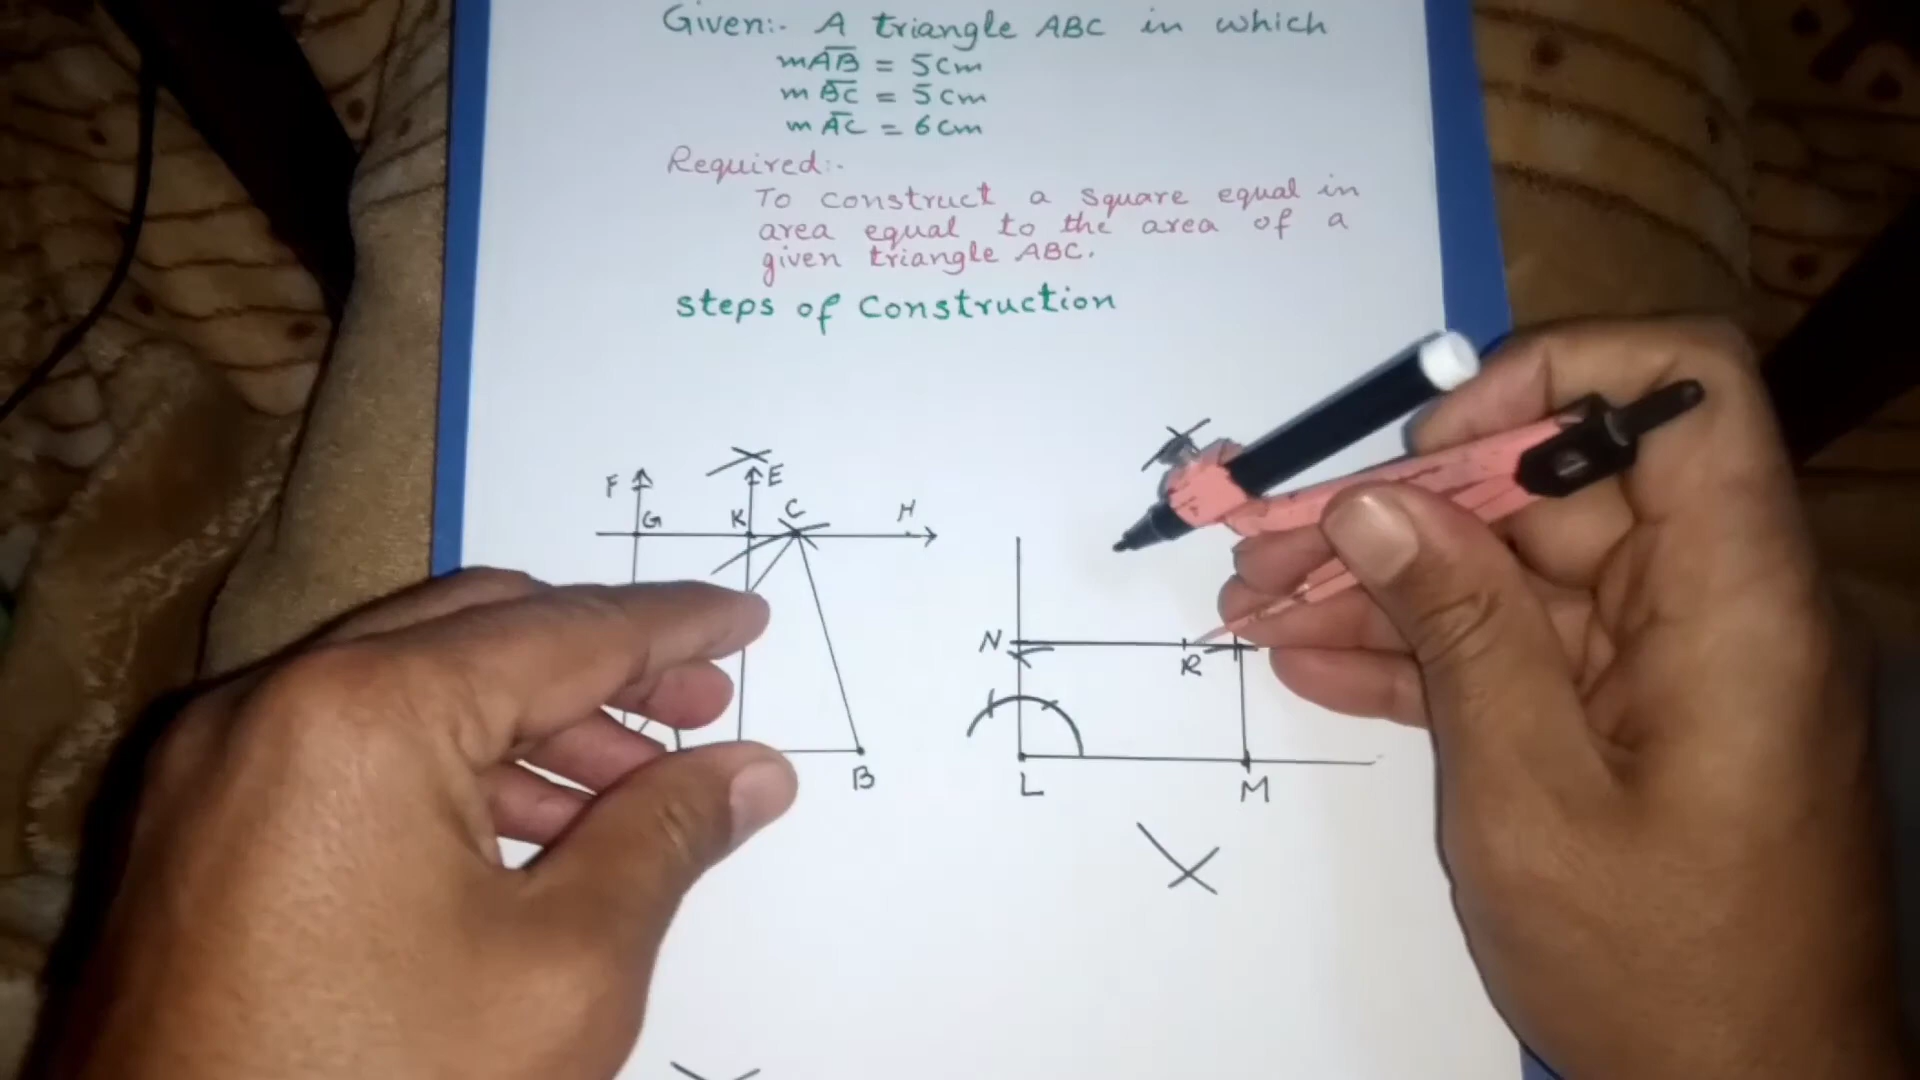 Given:- A triangle ABC in which
mAB = 5cm
mBC = 5cm
mAC = 6cm
Required:-
To construct a square equal in
area equal to the area of a
given triangle ABC.
Steps of Construction
F E
G K C H
N R
B L M